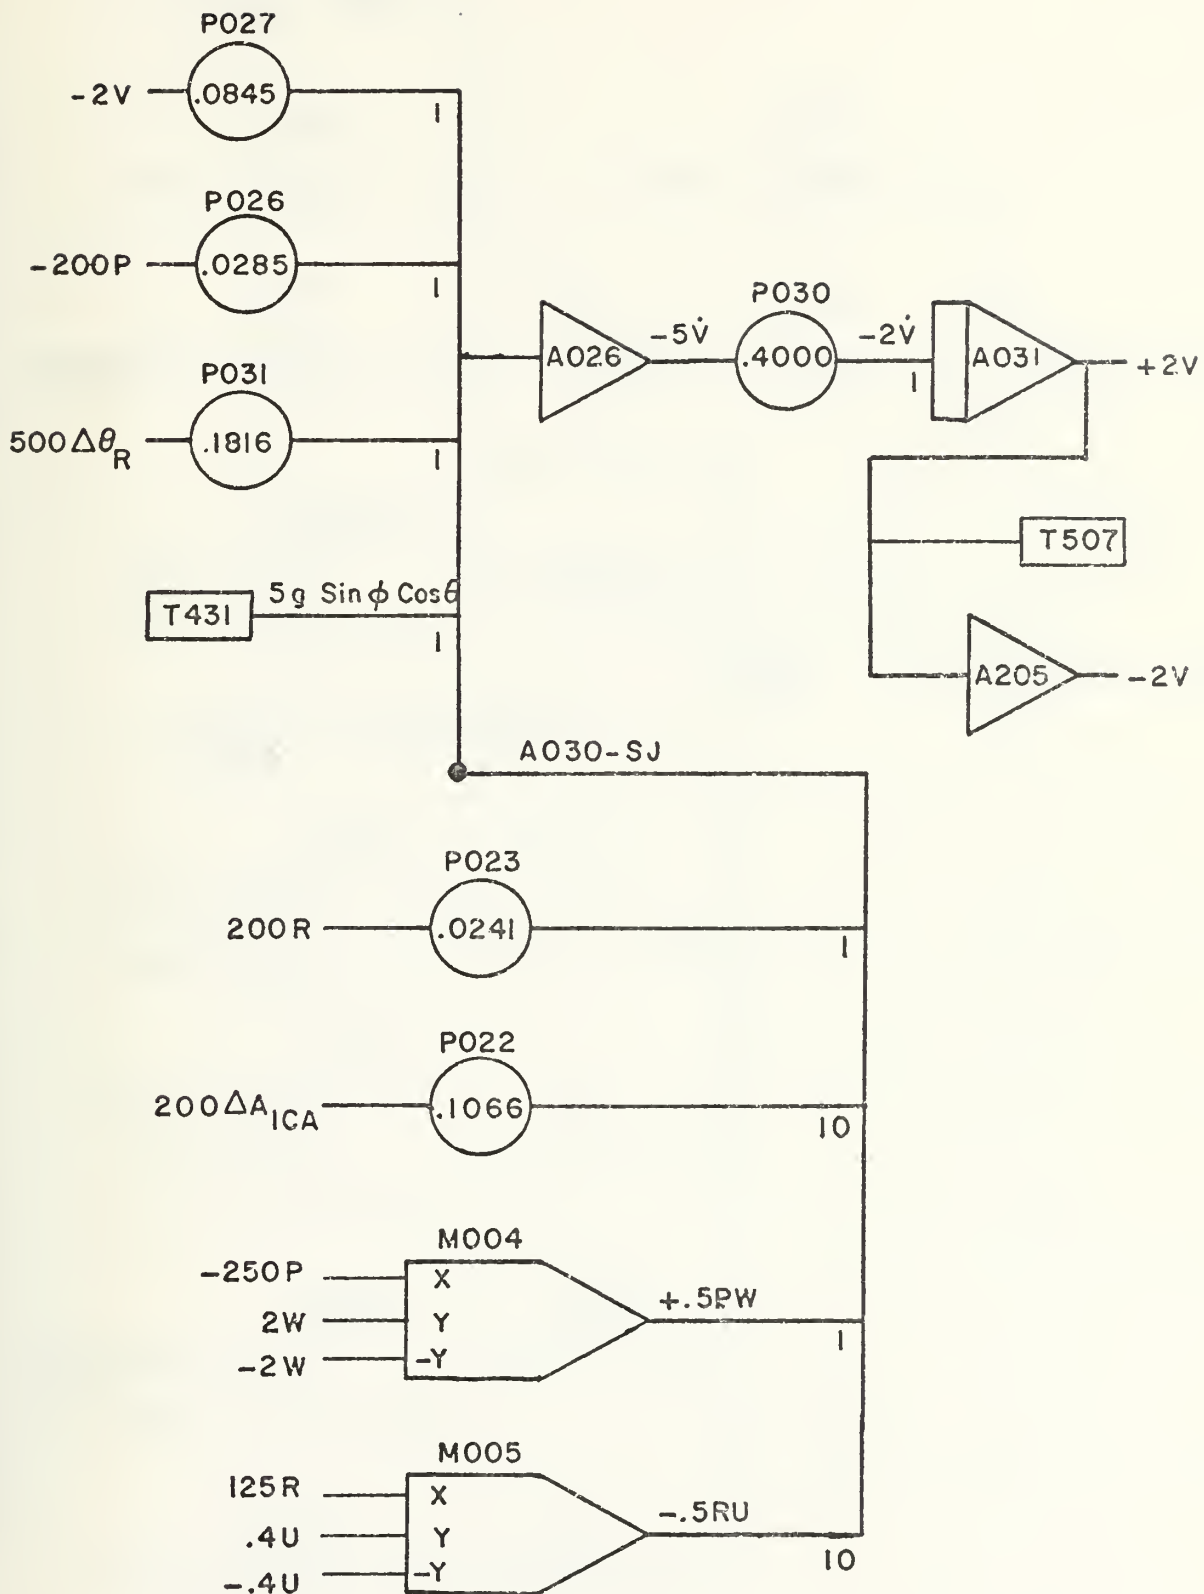 P027
-2V .0845 1
P026
-200P .0285 1
P031
500Δθ_R .1816 1
A026 -5V̇
P030
.4000 -2V̇ 1 A031 +2V
T431 5g Sin ϕ Cos θ 1
T507
A205 -2V
A030-SJ
P023
200R .0241 1
P022
200ΔA_ICA .1066 10
M004
-250P X
2W Y
-2W -Y
+.5PW 1
M005
125R X
.4U Y
-.4U -Y
-.5RU 10